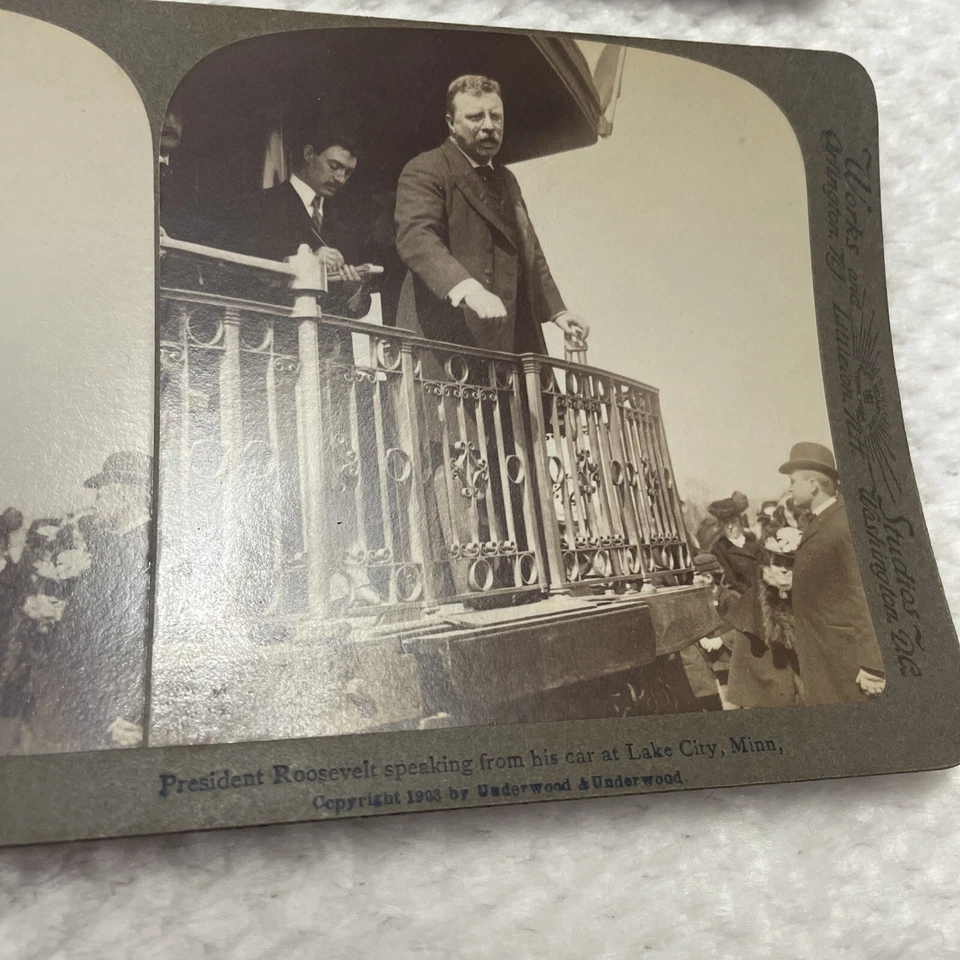 President Roosevelt speaking from his car at Lake City, Minn,
Copyright 1903 by Underwood & Underwood.
Works and Studios
Arlington N.J. Washington D.C.